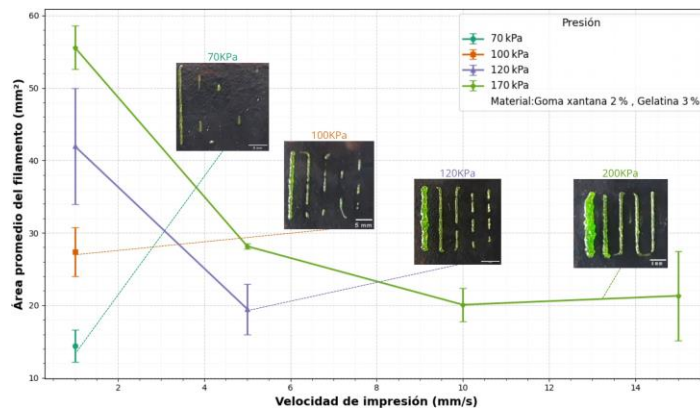 Presión
70 kPa
100 kPa
120 kPa
170 kPa
Material:Goma xantana 2 % , Gelatina 3 %
70KPa
100KPa
5 mm
120KPa
200KPa
Área promedio del filamento (mm²)
60
50
40
30
20
10
2
4
6
8
10
12
14
Velocidad de impresión (mm/s)